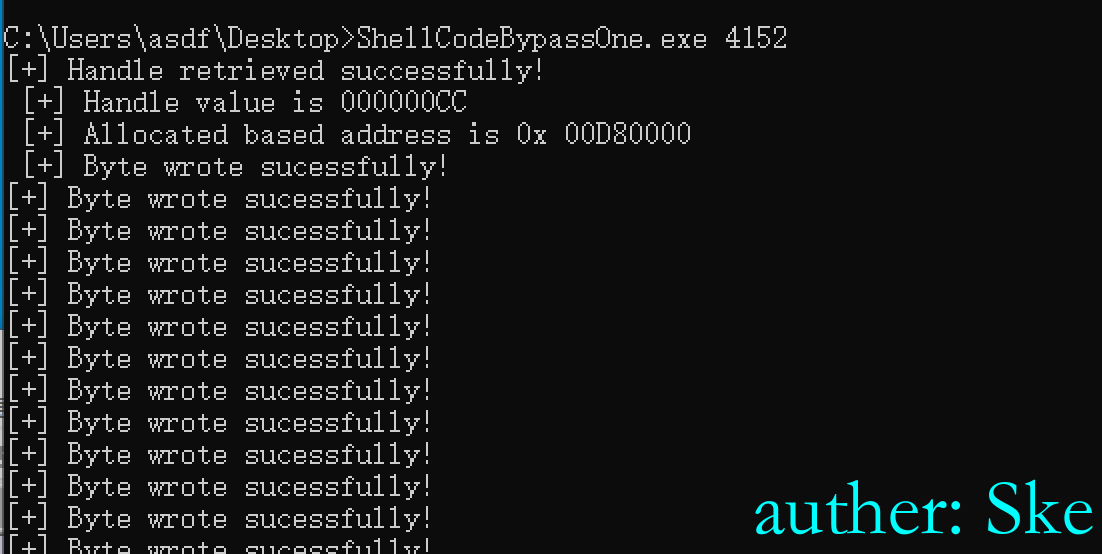 C:\Users\asdf\Desktop>ShellCodeBypassOne.exe 4152
[+] Handle retrieved successfully!
[+] Handle value is 000000CC
[+] Allocated based address is 0x 00D80000
[+] Byte wrote sucessfully!
[+] Byte wrote sucessfully!
[+] Byte wrote sucessfully!
[+] Byte wrote sucessfully!
[+] Byte wrote sucessfully!
[+] Byte wrote sucessfully!
[+] Byte wrote sucessfully!
[+] Byte wrote sucessfully!
[+] Byte wrote sucessfully!
[+] Byte wrote sucessfully!
[+] Byte wrote sucessfully!
[+] Byte wrote sucessfully!
[+] Byte wrote sucessfully!
auther: Ske